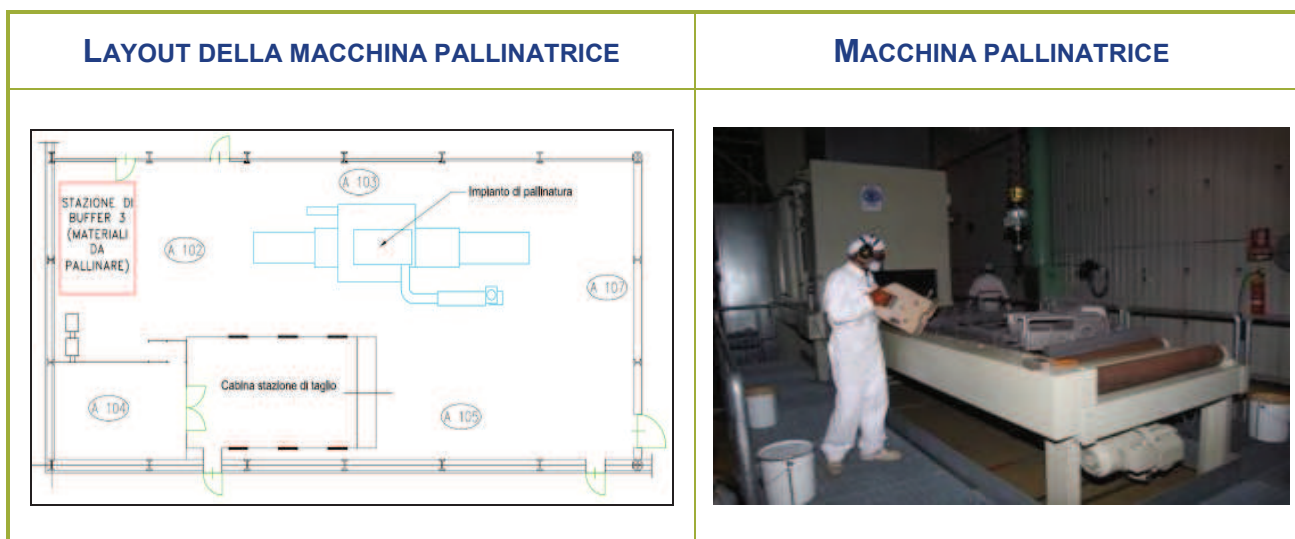 LAYOUT DELLA MACCHINA PALLINATRICE
MACCHINA PALLINATRICE
A 103
Impianto di pallinatura
STAZIONE DI
BUFFER 3
(MATERIALI
DA
PALLINARE)
A 102
A 107
Cabina stazione di taglio
A 104
A 105